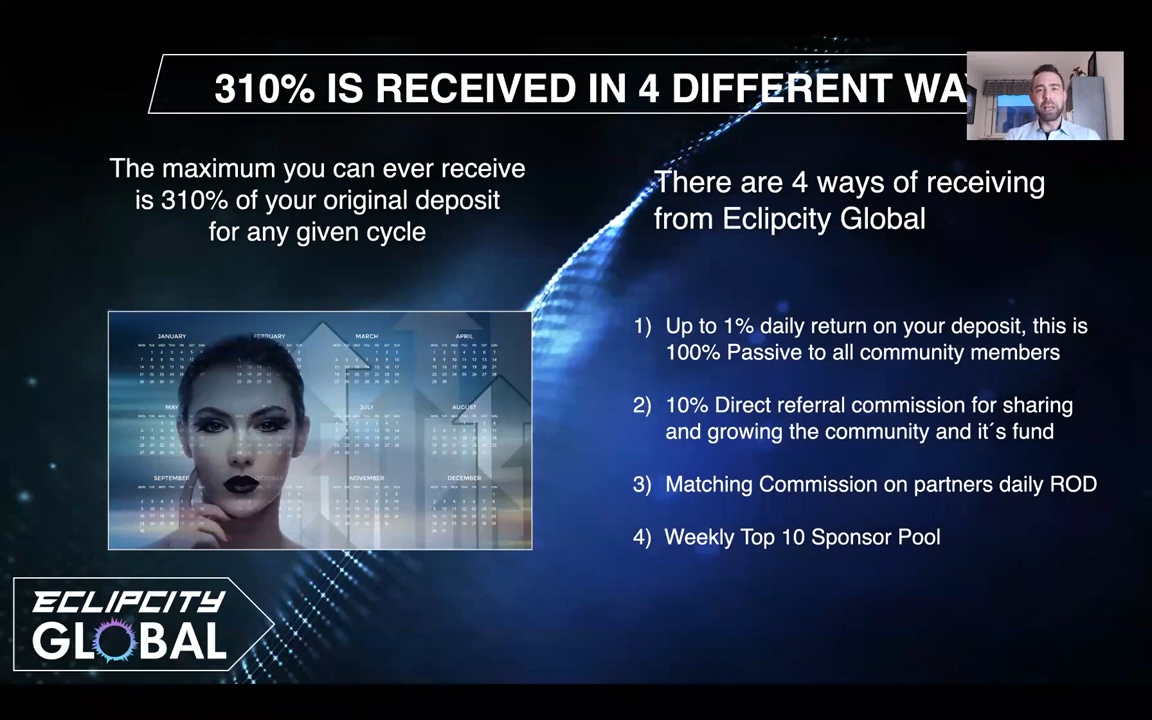 310% IS RECEIVED IN 4 DIFFERENT WA
The maximum you can ever receive
is 310% of your original deposit
for any given cycle
There are 4 ways of receiving
from Eclipcity Global
JANUARY FEBRUARY MARCH APRIL
MAY JULY AUGUST
SEPTEMBER OCTOBER NOVEMBER DECEMBER
1) Up to 1% daily return on your deposit, this is
100% Passive to all community members
2) 10% Direct referral commission for sharing
and growing the community and it´s fund
3) Matching Commission on partners daily ROD
4) Weekly Top 10 Sponsor Pool
ECLIPCITY
GLOBAL